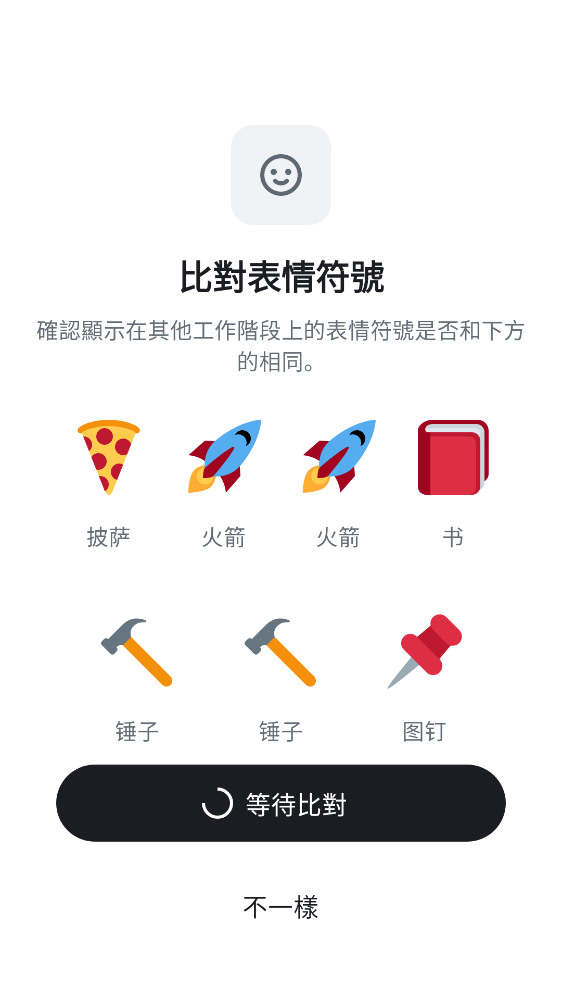 比對表情符號
確認顯示在其他工作階段上的表情符號是否和下方
的相同。
披萨 火箭 火箭 书
锤子 锤子 图钉
等待比對
不一樣